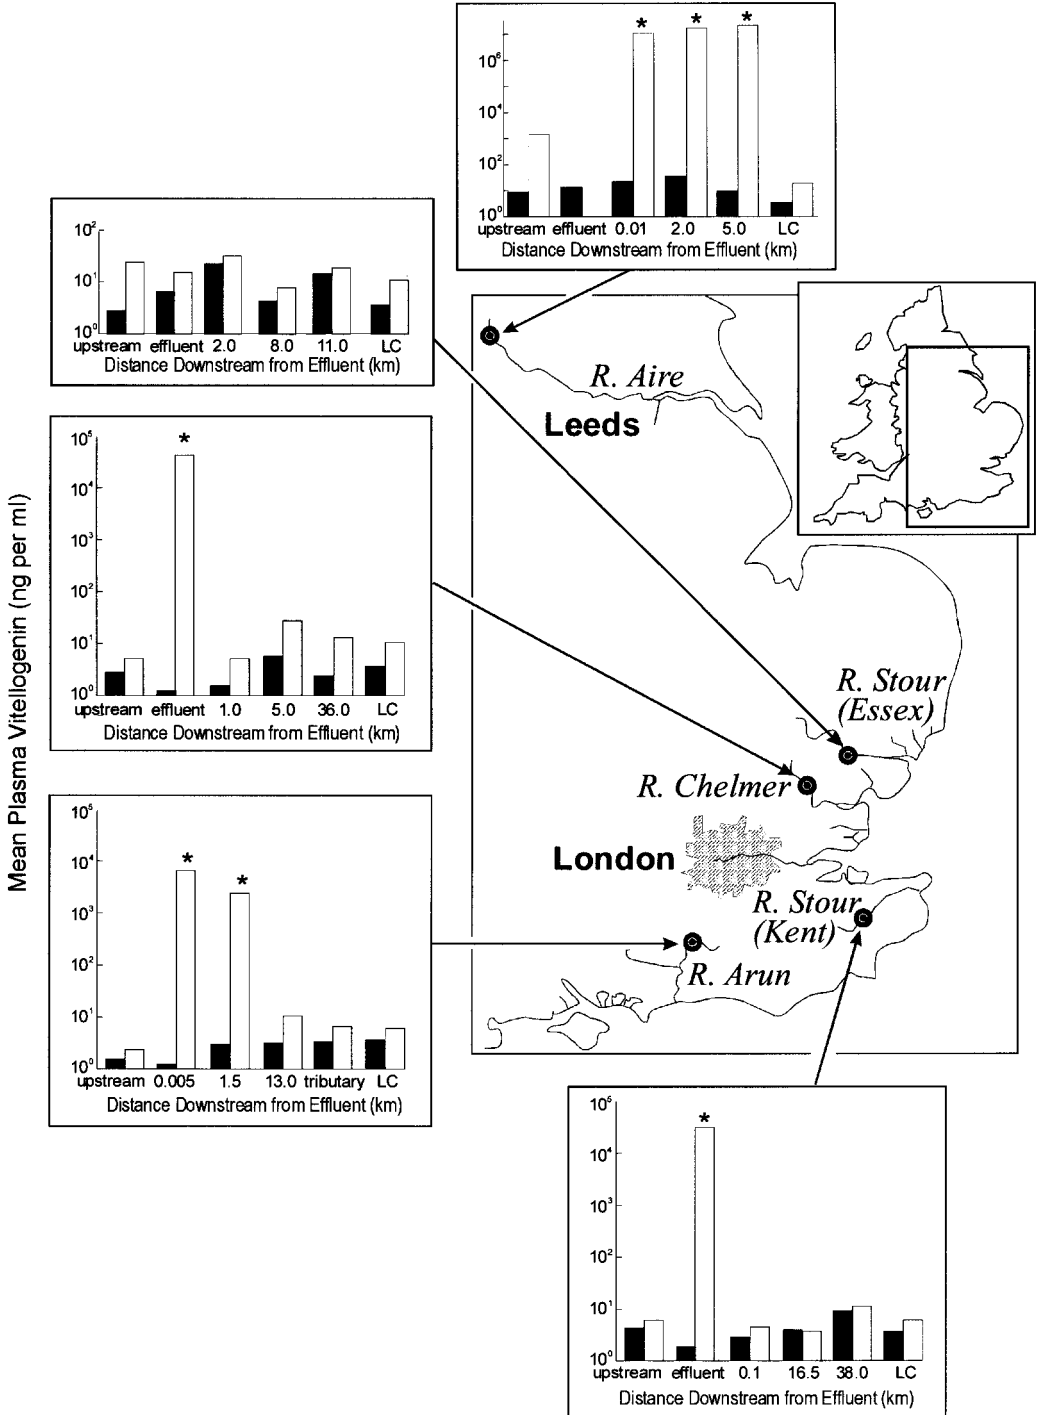 Mean Plasma Vitellogenin (ng per ml)
* * *
10⁶
10⁴
10²
10⁰
upstream effluent 0.01 2.0 5.0 LC
Distance Downstream from Effluent (km)
10²
10¹
10⁰
upstream effluent 2.0 8.0 11.0 LC
Distance Downstream from Effluent (km)
*
10⁵
10⁴
10³
10²
10¹
10⁰
upstream effluent 1.0 5.0 36.0 LC
Distance Downstream from Effluent (km)
* *
10⁵
10⁴
10³
10²
10¹
10⁰
upstream 0.005 1.5 13.0 tributary LC
Distance Downstream from Effluent (km)
R. Aire
Leeds
R. Stour
(Essex)
R. Chelmer
London
R. Stour
(Kent)
R. Arun
*
10⁵
10⁴
10³
10²
10¹
10⁰
upstream effluent 0.1 16.5 38.0 LC
Distance Downstream from Effluent (km)